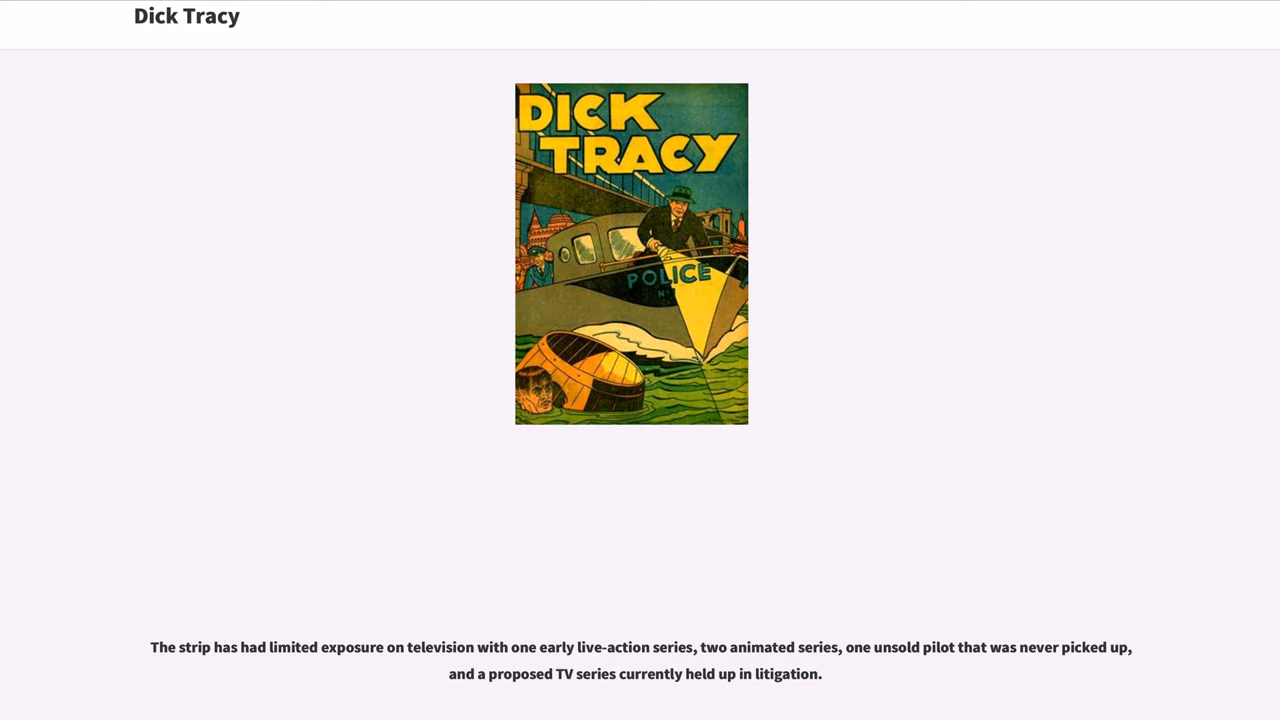 Dick Tracy
DICK
TRACY
POLICE
The strip has had limited exposure on television with one early live-action series, two animated series, one unsold pilot that was never picked up,
and a proposed TV series currently held up in litigation.